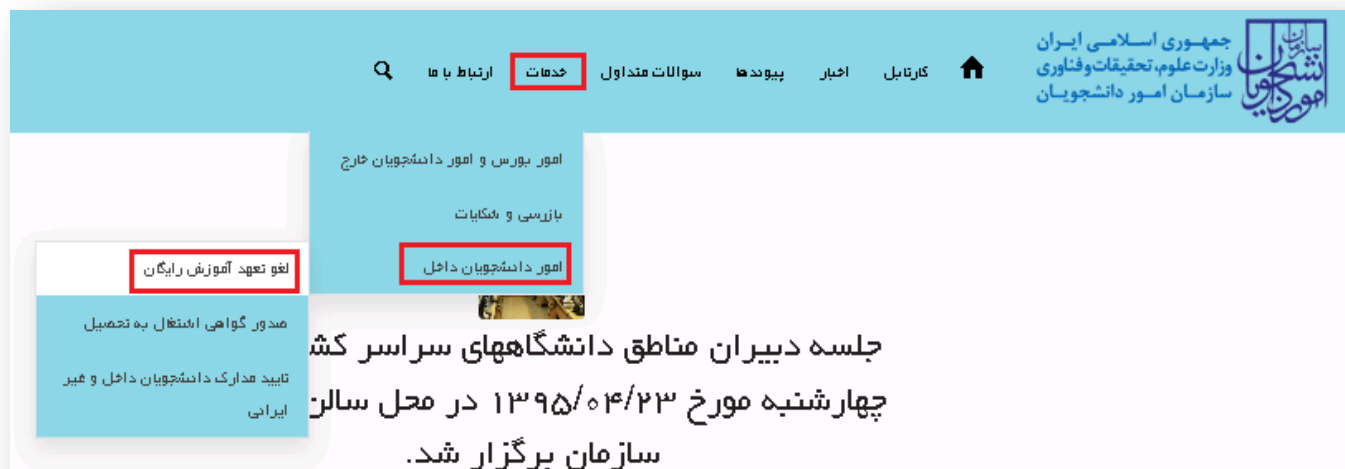 سازمان
امور دانشجویان
جمهوری اسلامی ایران
وزارت علوم، تحقیقات و فناوری
سازمان امور دانشجویان
کارتابل اخبار پیوندها سوالات متداول خدمات ارتباط با ما
امور بورس و امور دانشجویان خارج
بازرسی و شکایات
امور دانشجویان داخل
لغو تعهد آموزش رایگان
صدور گواهی اشتغال به تحصیل
تایید مدارک دانشجویان داخل و غیر
ایرانی
جلسه دبیران مناطق دانشگاههای سراسر کش
چهارشنبه مورخ ۱۳۹۵/۰۴/۲۳ در محل سالن
سازمان برگزار شد.